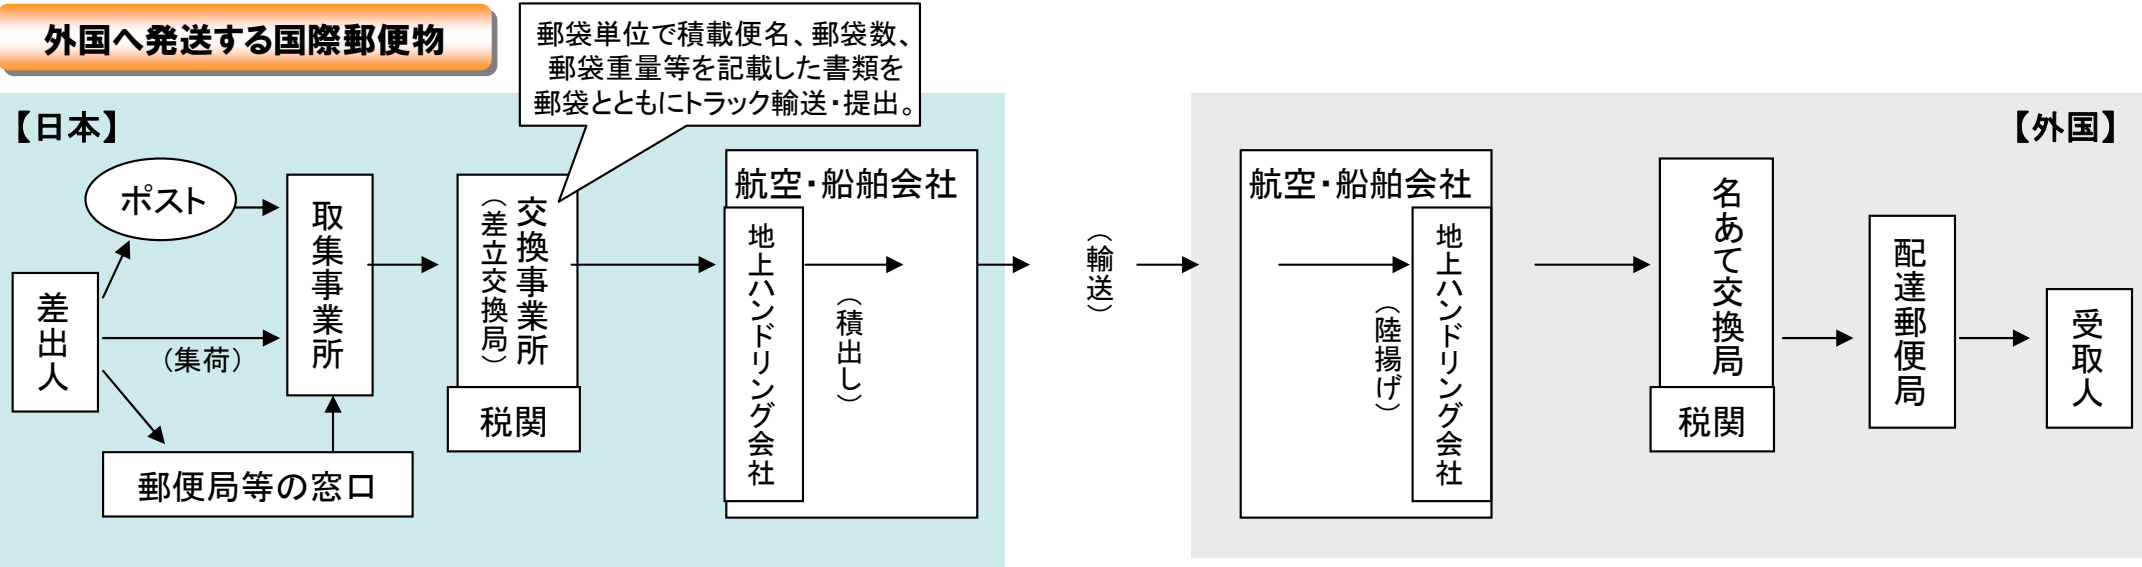 外国へ発送する国際郵便物
郵袋単位で積載便名、郵袋数、
郵袋重量等を記載した書類を
郵袋とともにトラック輸送・提出。
【日本】
【外国】
差出人
ポスト
（集荷）
郵便局等の窓口
取集事業所
交換事業所
（差立交換局）
税関
航空・船舶会社
地上ハンドリング会社
（積出し）
（輸送）
航空・船舶会社
（陸揚げ）
地上ハンドリング会社
名あて交換局
税関
配達郵便局
受取人